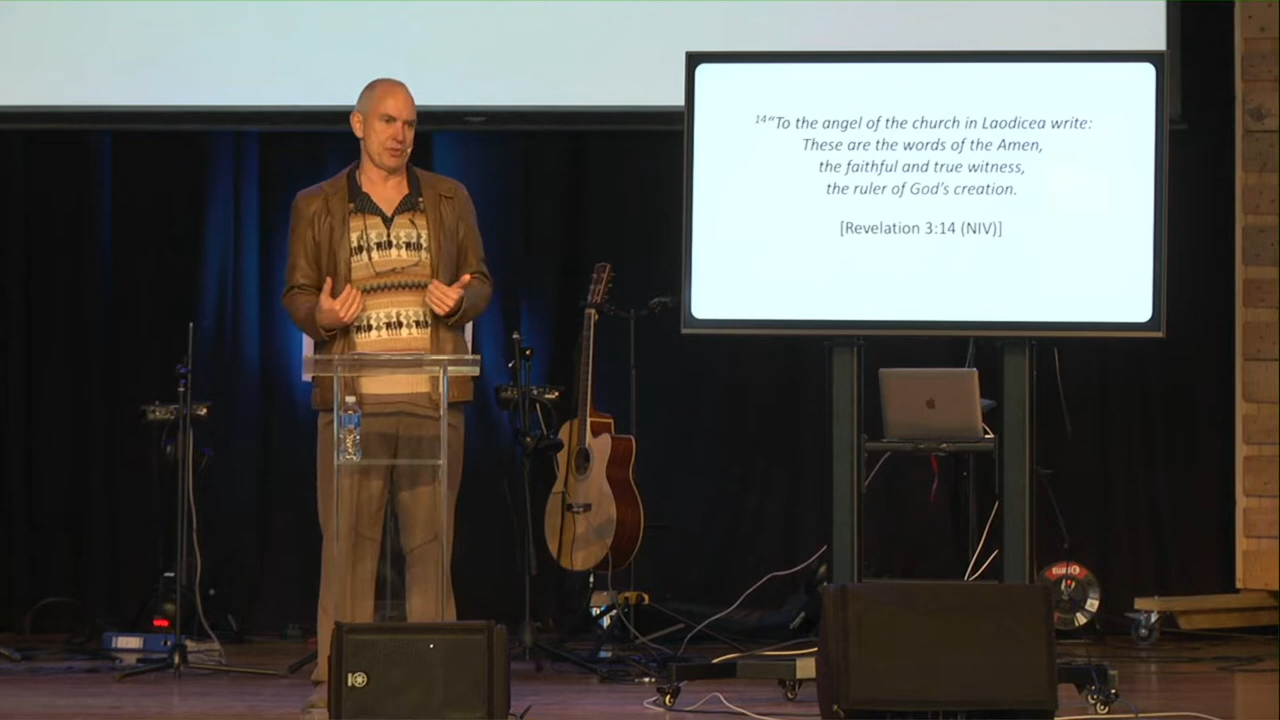 14“To the angel of the church in Laodicea write:
These are the words of the Amen,
the faithful and true witness,
the ruler of God’s creation.
[Revelation 3:14 (NIV)]